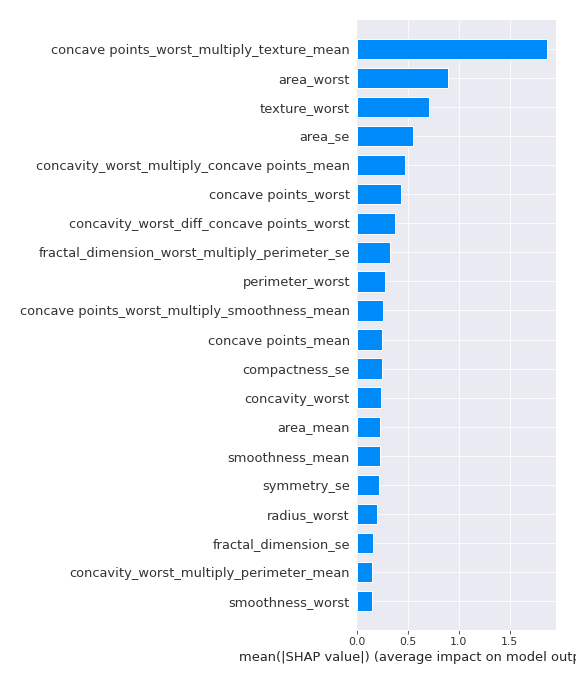 concave points_worst_multiply_texture_mean
area_worst
texture_worst
area_se
concavity_worst_multiply_concave points_mean
concave points_worst
concavity_worst_diff_concave points_worst
fractal_dimension_worst_multiply_perimeter_se
perimeter_worst
concave points_worst_multiply_smoothness_mean
concave points_mean
compactness_se
concavity_worst
area_mean
smoothness_mean
symmetry_se
radius_worst
fractal_dimension_se
concavity_worst_multiply_perimeter_mean
smoothness_worst
0.0 0.5 1.0 1.5
mean(|SHAP value|) (average impact on model outp